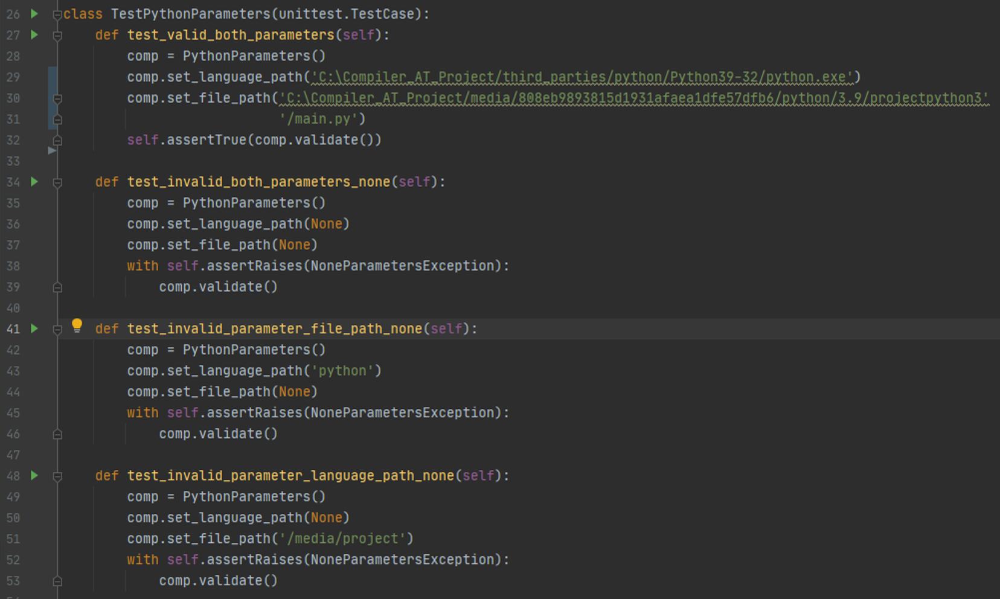 26 class TestPythonParameters(unittest.TestCase):
27     def test_valid_both_parameters(self):
28         comp = PythonParameters()
29         comp.set_language_path('C:\Compiler_AT_Project/third_parties/python/Python39-32/python.exe')
30         comp.set_file_path('C:\Compiler_AT_Project/media/808eb9893815d1931afaea1dfe57dfb6/python/3.9/projectpython3'
31                            '/main.py')
32         self.assertTrue(comp.validate())
33
34     def test_invalid_both_parameters_none(self):
35         comp = PythonParameters()
36         comp.set_language_path(None)
37         comp.set_file_path(None)
38         with self.assertRaises(NoneParametersException):
39             comp.validate()
40
41     def test_invalid_parameter_file_path_none(self):
42         comp = PythonParameters()
43         comp.set_language_path('python')
44         comp.set_file_path(None)
45         with self.assertRaises(NoneParametersException):
46             comp.validate()
47
48     def test_invalid_parameter_language_path_none(self):
49         comp = PythonParameters()
50         comp.set_language_path(None)
51         comp.set_file_path('/media/project')
52         with self.assertRaises(NoneParametersException):
53             comp.validate()